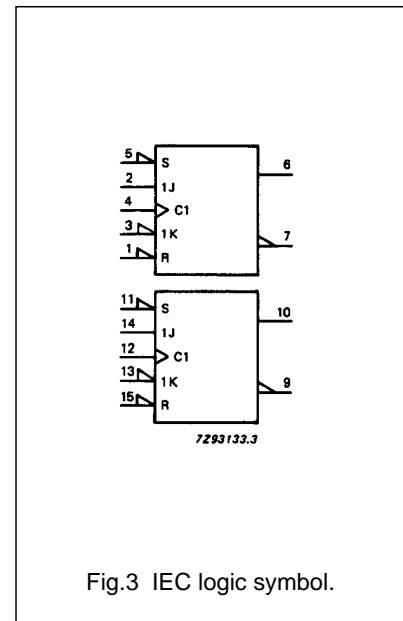 5 S 6
2 1J
4 C1
3 1K 7
1 R
11 S 10
14 1J
12 C1
13 1K 9
15 R
7Z93133.3
Fig.3 IEC logic symbol.